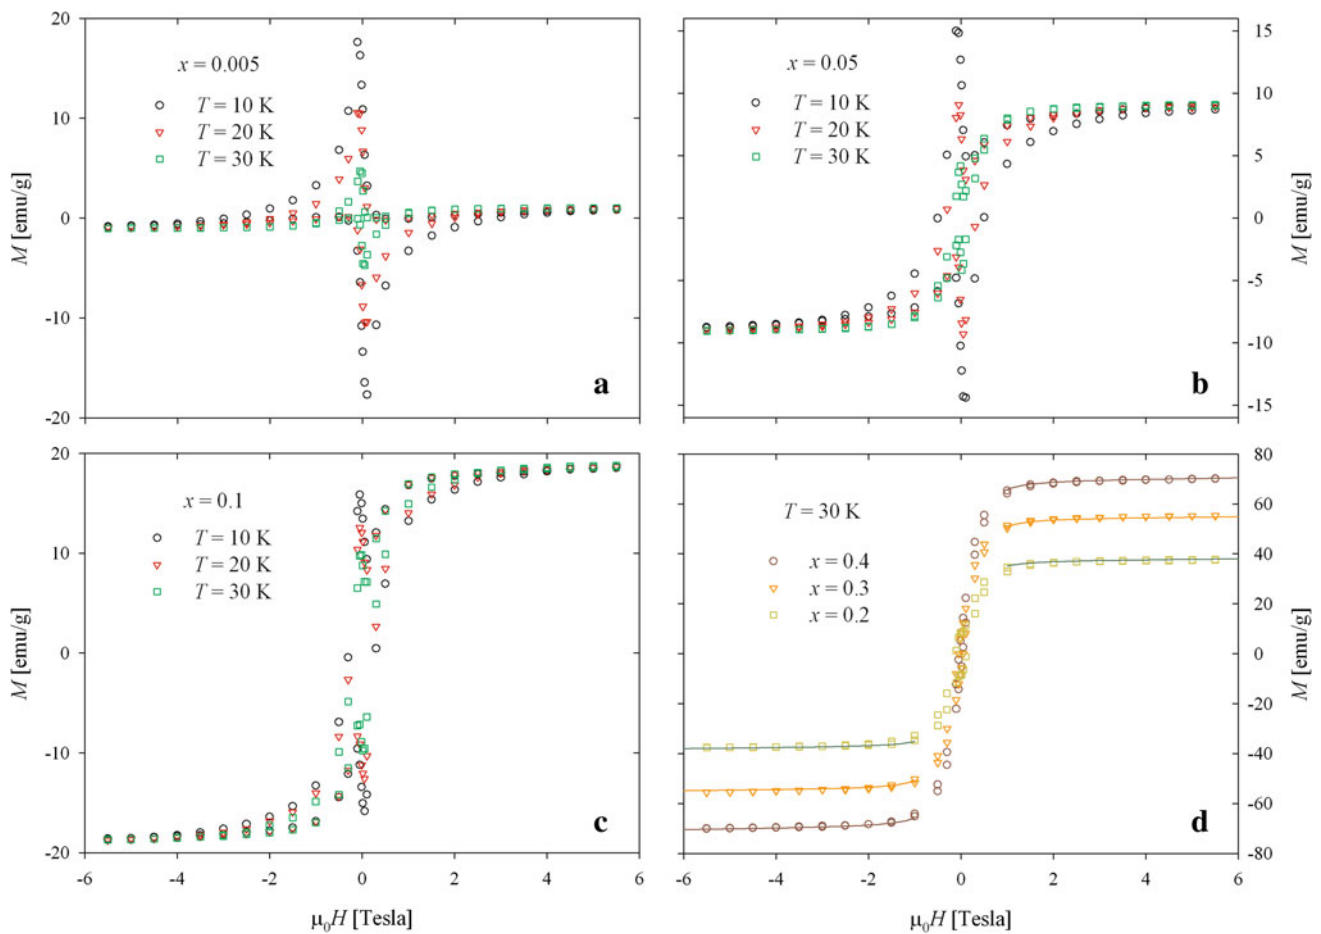 20
10
0
-10
-20
M [emu/g]
x = 0.005
T = 10 K
T = 20 K
T = 30 K
a
15
10
5
0
-5
-10
-15
M [emu/g]
x = 0.05
T = 10 K
T = 20 K
T = 30 K
b
20
10
0
-10
-20
M [emu/g]
x = 0.1
T = 10 K
T = 20 K
T = 30 K
c
-6 -4 -2 0 2 4 6
μ0H [Tesla]
80
60
40
20
0
-20
-40
-60
-80
M [emu/g]
T = 30 K
x = 0.4
x = 0.3
x = 0.2
d
-6 -4 -2 0 2 4 6
μ0H [Tesla]